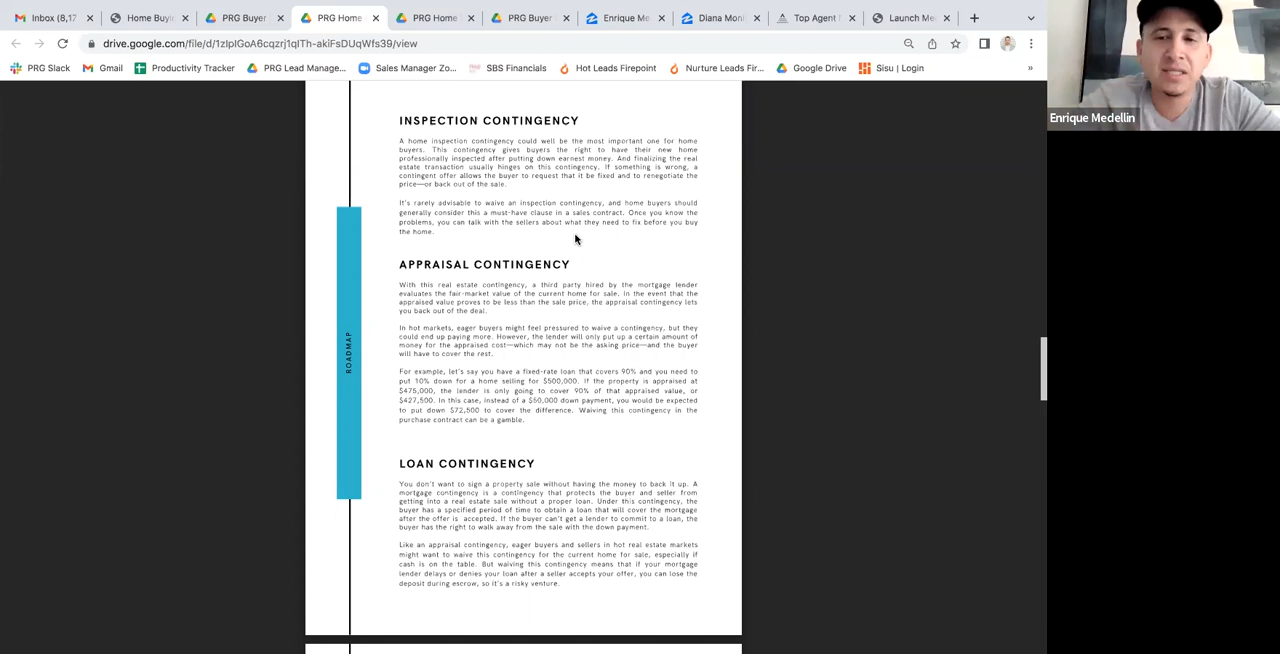 Inbox (8,17
Home Buyi
PRG Buyer
PRG Home
PRG Home
PRG Buyer
Enrique Me
Diana Mon
Top Agent
Launch Me
drive.google.com/file/d/1zIplGoA6cqzrj1qITh-akiFsDUqWfs39/view
PRG Slack
Gmail
Productivity Tracker
PRG Lead Manage...
Sales Manager Zo...
SBS Financials
Hot Leads Firepoint
Nurture Leads Fir...
Google Drive
Sisu | Login
»
Enrique Medellin
ROADMAP
INSPECTION CONTINGENCY
A home inspection contingency could well be the most important one for home
buyers. This contingency gives buyers the right to have their new home
professionally inspected after putting down earnest money. And finalizing the real
estate transaction usually hinges on this contingency. If something is wrong, a
contingent offer allows the buyer to request that it be fixed and to renegotiate the
price—or back out of the sale.
It's rarely advisable to waive an inspection contingency, and home buyers should
generally consider this a must-have clause in a sales contract. Once you know the
problems, you can talk with the sellers about what they need to fix before you buy
the home.
APPRAISAL CONTINGENCY
With this real estate contingency, a third party hired by the mortgage lender
evaluates the fair-market value of the current home for sale. In the event that the
appraised value proves to be less than the sale price, the appraisal contingency lets
you back out of the deal.
In hot markets, eager buyers might feel pressured to waive a contingency, but they
could end up paying more. However, the lender will only put up a certain amount of
money for the appraised cost—which may not be the asking price—and the buyer
will have to cover the rest.
For example, let's say you have a fixed-rate loan that covers 90% and you need to
put 10% down for a home selling for $500,000. If the property is appraised at
$475,000, the lender is only going to cover 90% of that appraised value, or
$427,500. In this case, instead of a $50,000 down payment, you would be expected
to put down $72,500 to cover the difference. Waiving this contingency in the
purchase contract can be a gamble.
LOAN CONTINGENCY
You don't want to sign a property sale without having the money to back it up. A
mortgage contingency is a contingency that protects the buyer and seller from
getting into a real estate sale without a proper loan. Under this contingency, the
buyer has a specified period of time to obtain a loan that will cover the mortgage
after the offer is accepted. If the buyer can't get a lender to commit to a loan, the
buyer has the right to walk away from the sale with the down payment.
Like an appraisal contingency, eager buyers and sellers in hot real estate markets
might want to waive this contingency for the current home for sale, especially if
cash is on the table. But waiving this contingency means that if your mortgage
lender delays or denies your loan after a seller accepts your offer, you can lose the
deposit during escrow, so it's a risky venture.